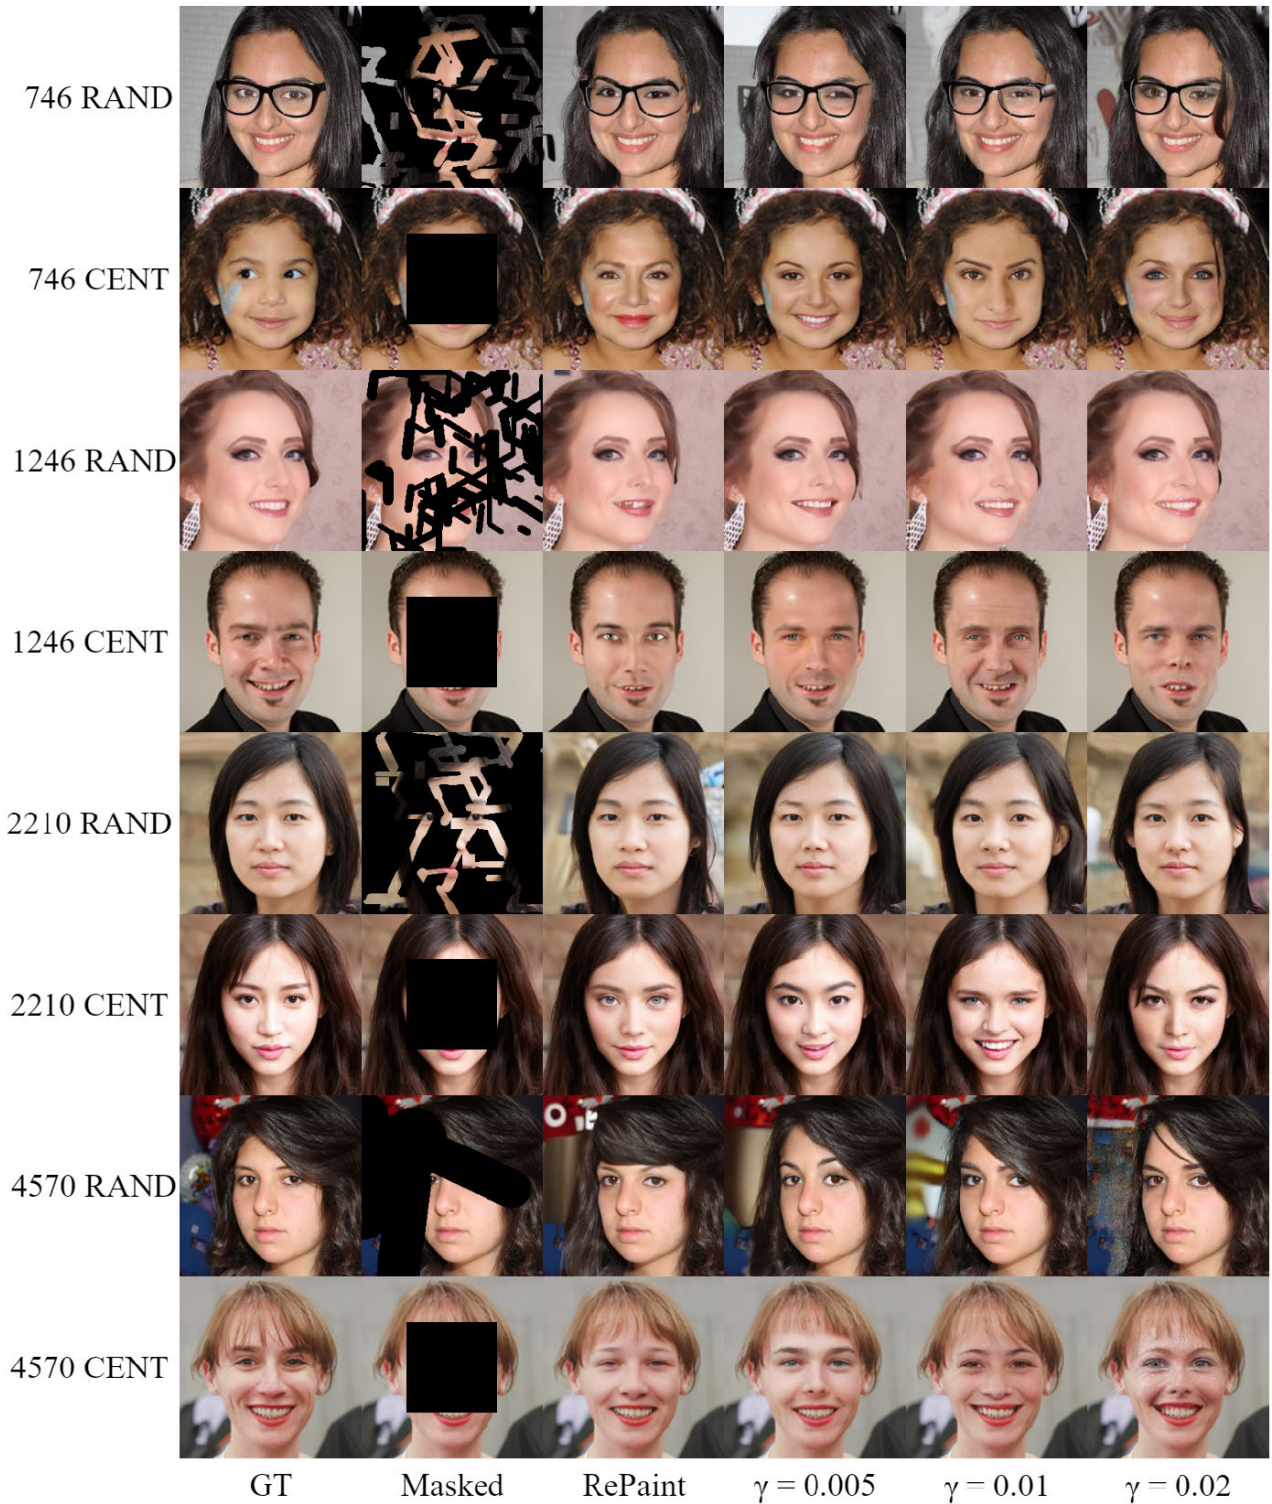 746 RAND
746 CENT
1246 RAND
1246 CENT
2210 RAND
2210 CENT
4570 RAND
4570 CENT
GT Masked RePaint γ = 0.005 γ = 0.01 γ = 0.02